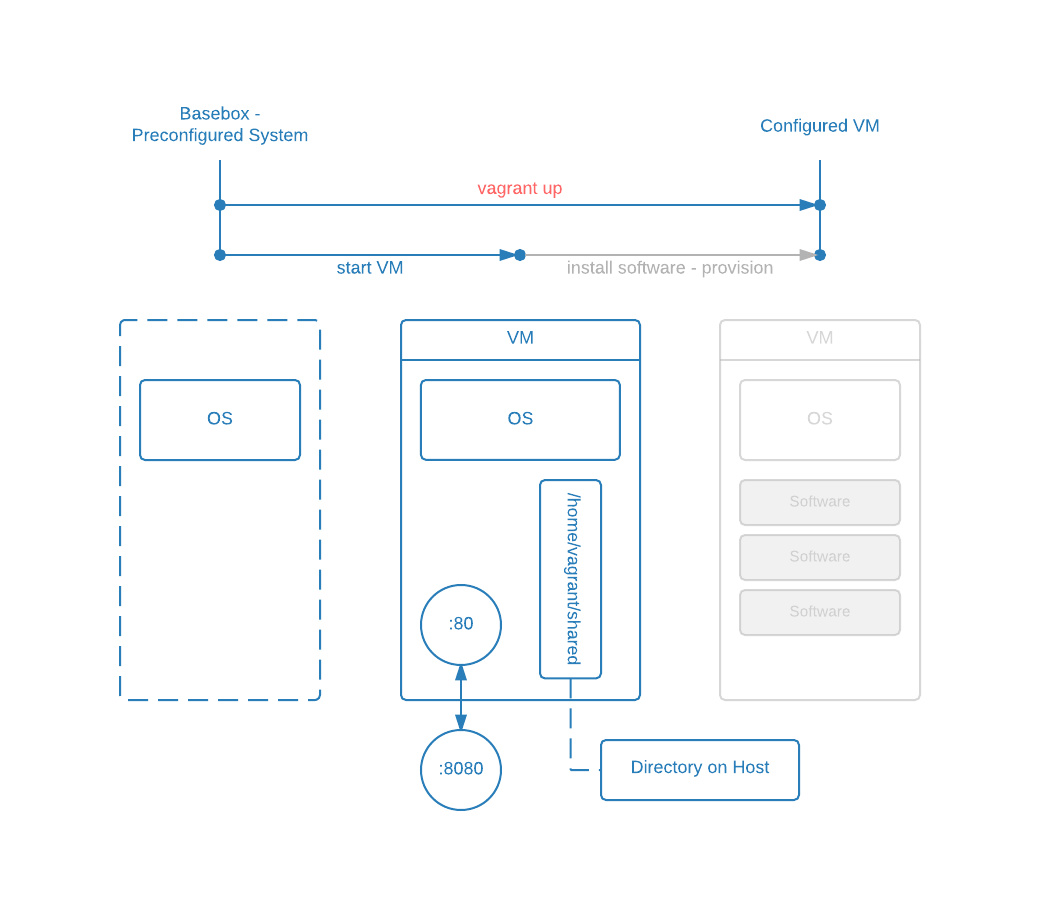 Basebox -
Preconfigured System
Configured VM
vagrant up
start VM
install software - provision
OS
VM
OS
/home/vagrant/shared
:80
:8080
Directory on Host
VM
OS
Software
Software
Software